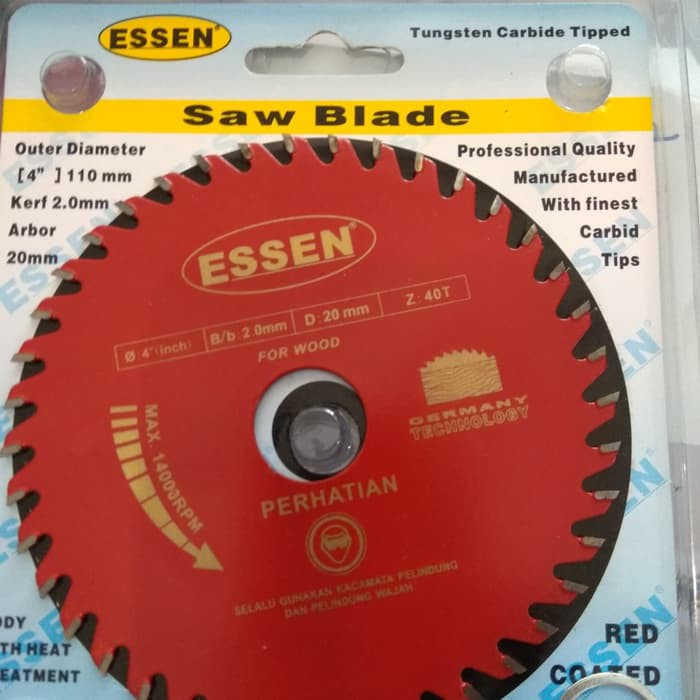 ESSEN®
Tungsten Carbide Tipped
Saw Blade
Outer Diameter
[4" ] 110 mm
Kerf 2.0mm
Arbor
20mm
Professional Quality
Manufactured
With finest
Carbid
Tips
ESSEN®
Ø: 4" (inch) B/b: 2.0mm D: 20 mm Z: 40T
FOR WOOD
GERMANY
TECHNOLOGY
MAX. 14000RPM
PERHATIAN
SELALU GUNAKAN KACAMATA PELINDUNG
DAN PELINDUNG WAJAH
RED
COATED